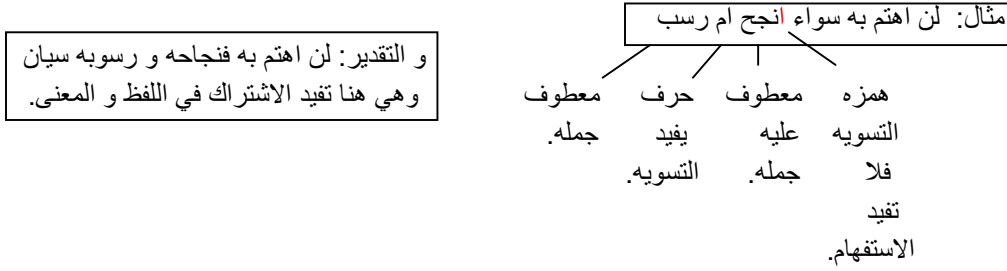 مثال: لن اهتم به سواء انجح ام رسب
و التقدير: لن اهتم به فنجاحه و رسوبه سيان
وهي هنا تفيد الاشتراك في اللفظ و المعنى.
همزه معطوف حرف معطوف
التسويه عليه يفيد جمله.
فلا جمله. التسويه.
تفيد
الاستفهام.